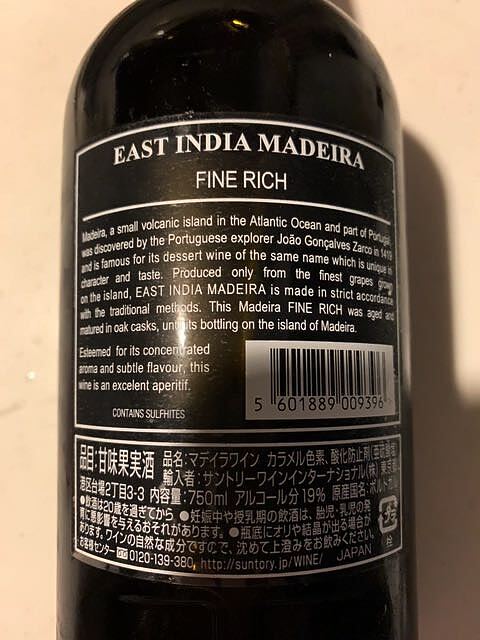 EAST INDIA MADEIRA
FINE RICH
Madeira, a small volcanic island in the Atlantic Ocean and part of Portugal,
was discovered by the Portuguese explorer João Gonçalves Zarco in 1419
and is famous for its dessert wine of the same name which is unique in
character and taste. Produced only from the finest grapes grown
on the island, EAST INDIA MADEIRA is made in strict accordance
with the traditional methods. This Madeira FINE RICH was aged and
matured in oak casks, until its bottling on the island of Madeira.
Esteemed for its concentrated
aroma and subtle flavour, this
wine is an excelent aperitif.
CONTAINS SULFHITES
5 601889 009396
品目:甘味果実酒 品名:マデイラワイン カラメル色素、酸化防止剤(亜硫酸塩)
輸入者:サントリーワインインターナショナル(株)東京都
港区台場2丁目3-3 内容量:750ml アルコール分19% 原産国名:ポルトガル
●飲酒は20歳を過ぎてから ●妊娠中や授乳期の飲酒は、胎児・乳児の発
育に悪影響を与えるおそれがあります。●瓶底にオリや結晶が出る場合が
あります。ワインの自然な成分ですので、沈めて上澄みをお飲みください。
お客様センター 0120-139-380, http://suntory.jp/WINE/ JAPAN
プラ
栓